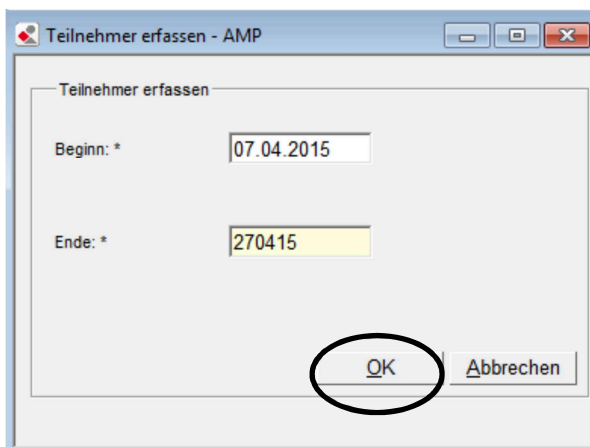 Teilnehmer erfassen - AMP
Teilnehmer erfassen
Beginn: * 07.04.2015
Ende: * 270415
OK Abbrechen